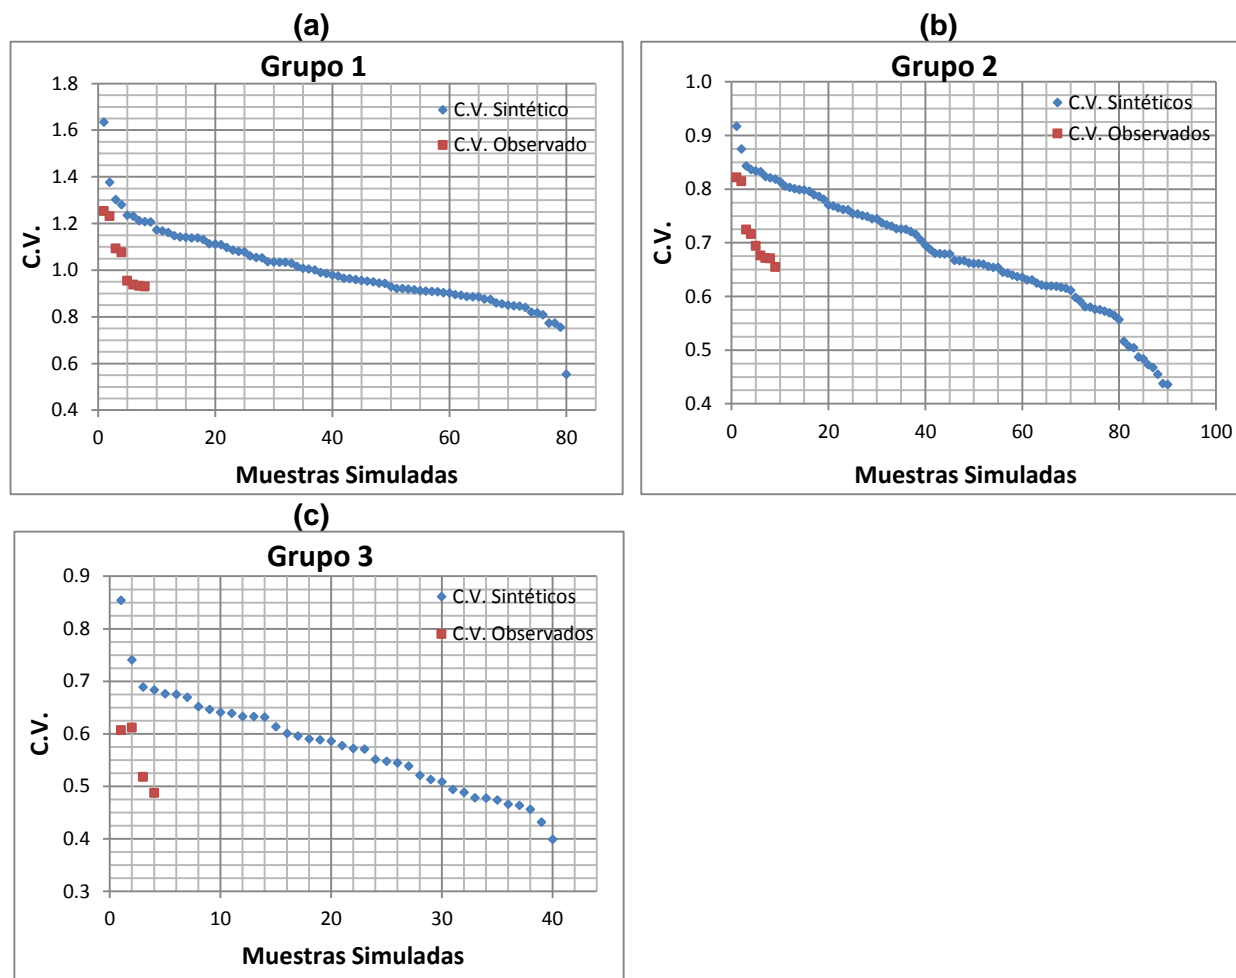 (a)
Grupo 1
1.8
1.6
1.4
1.2
1.0
0.8
0.6
0.4
C.V.
C.V. Sintético
C.V. Observado
0 20 40 60 80
Muestras Simuladas
(b)
Grupo 2
1.0
0.9
0.8
0.7
0.6
0.5
0.4
C.V.
C.V. Sintéticos
C.V. Observados
0 20 40 60 80 100
Muestras Simuladas
(c)
Grupo 3
0.9
0.8
0.7
0.6
0.5
0.4
0.3
C.V.
C.V. Sintéticos
C.V. Observados
0 10 20 30 40
Muestras Simuladas